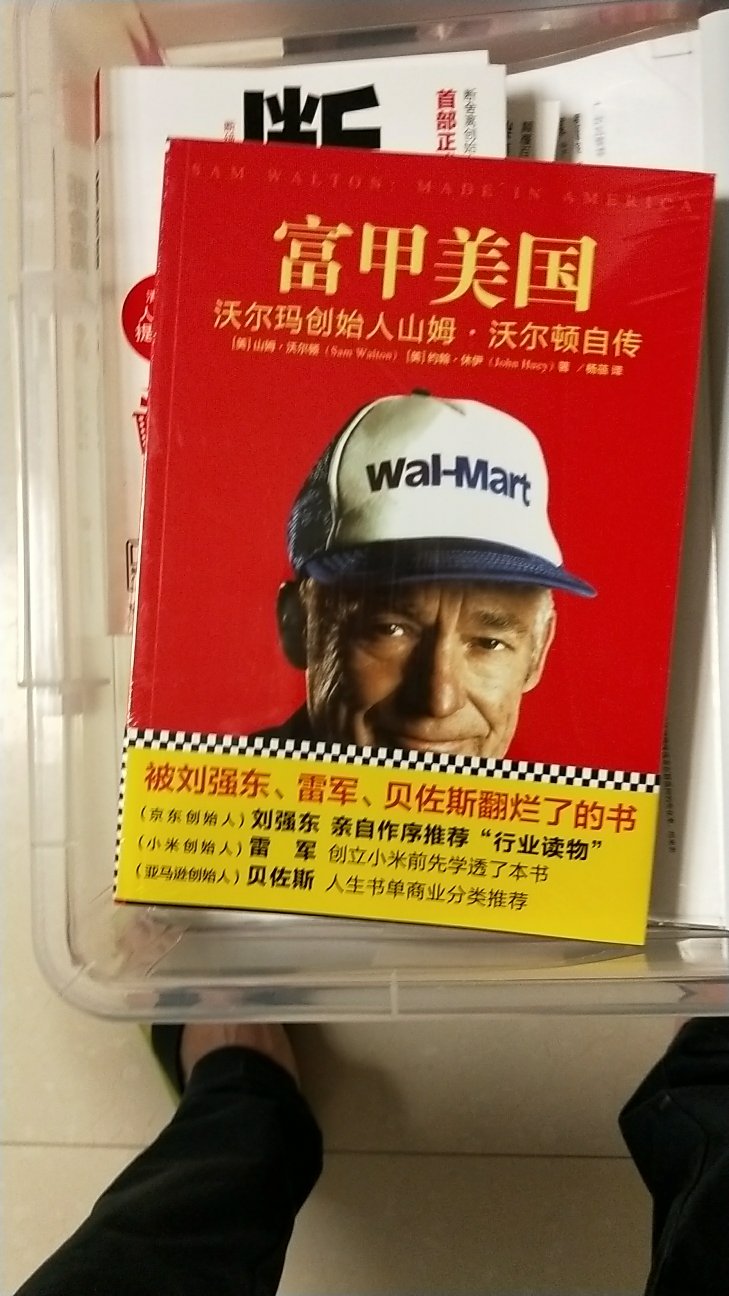 断
首部正
SAM WALTON: MADE IN AMERICA
富甲美国
沃尔玛创始人山姆·沃尔顿自传
[美] 山姆·沃尔顿（Sam Walton） [美] 约翰·休伊（John Huey）著 ／杨蓓 译
Wal-Mart
被刘强东、雷军、贝佐斯翻烂了的书
（京东创始人）刘强东 亲自作序推荐“行业读物”
（小米创始人）雷 军 创立小米前先学透了本书
（亚马逊创始人）贝佐斯 人生书单商业分类推荐